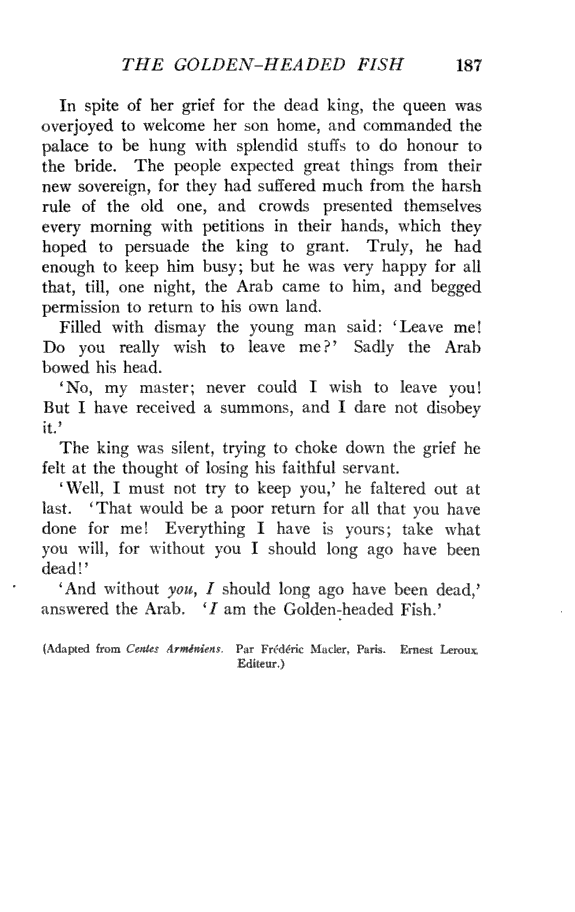 THE GOLDEN-HEADED FISH 187
In spite of her grief for the dead king, the queen was
overjoyed to welcome her son home, and commanded the
palace to be hung with splendid stuffs to do honour to
the bride. The people expected great things from their
new sovereign, for they had suffered much from the harsh
rule of the old one, and crowds presented themselves
every morning with petitions in their hands, which they
hoped to persuade the king to grant. Truly, he had
enough to keep him busy; but he was very happy for all
that, till, one night, the Arab came to him, and begged
permission to return to his own land.
Filled with dismay the young man said: ‘Leave me!
Do you really wish to leave me?’ Sadly the Arab
bowed his head.
‘No, my master; never could I wish to leave you!
But I have received a summons, and I dare not disobey
it.’
The king was silent, trying to choke down the grief he
felt at the thought of losing his faithful servant.
‘Well, I must not try to keep you,’ he faltered out at
last. ‘That would be a poor return for all that you have
done for me! Everything I have is yours; take what
you will, for without you I should long ago have been
dead!’
‘And without you, I should long ago have been dead,’
answered the Arab. ‘I am the Golden-headed Fish.’
(Adapted from Centes Arméniens. Par Frédéric Macler, Paris. Ernest Leroux.
Editeur.)